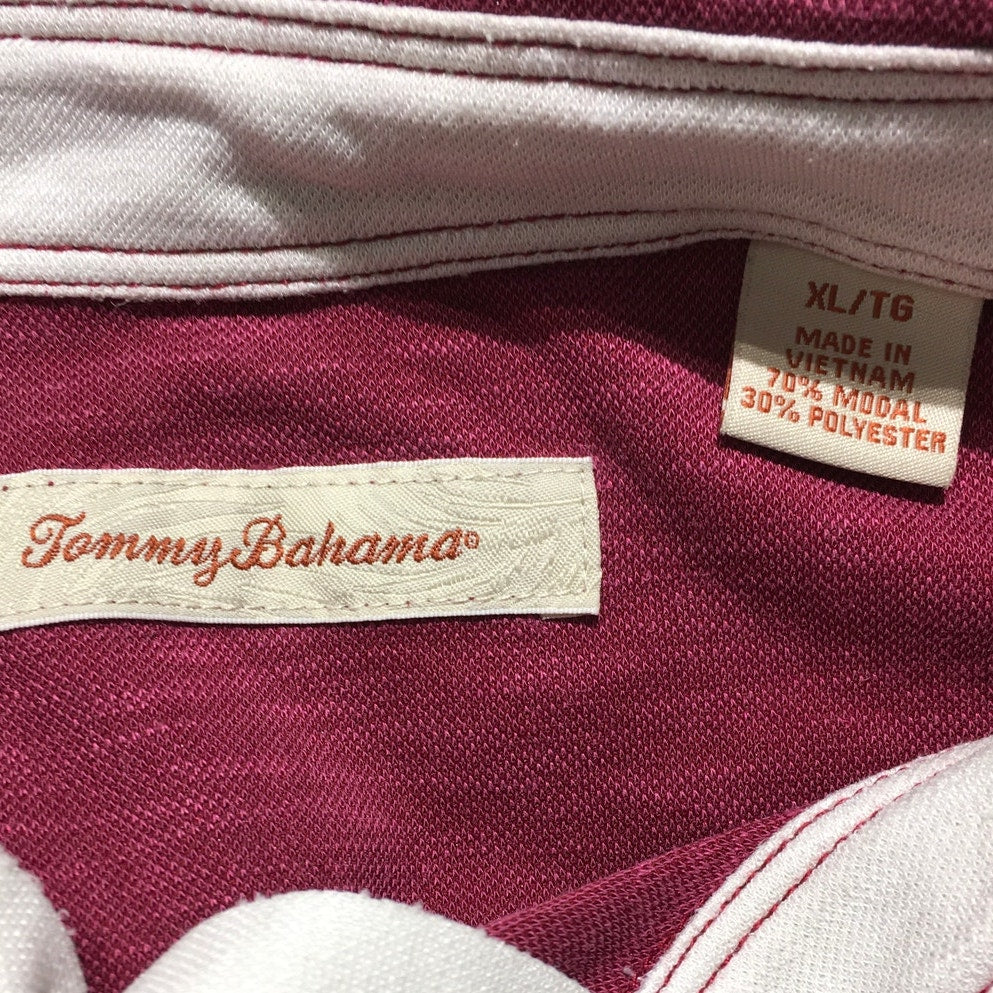 XL/TG
MADE IN
VIETNAM
70% MODAL
30% POLYESTER
Tommy Bahama®